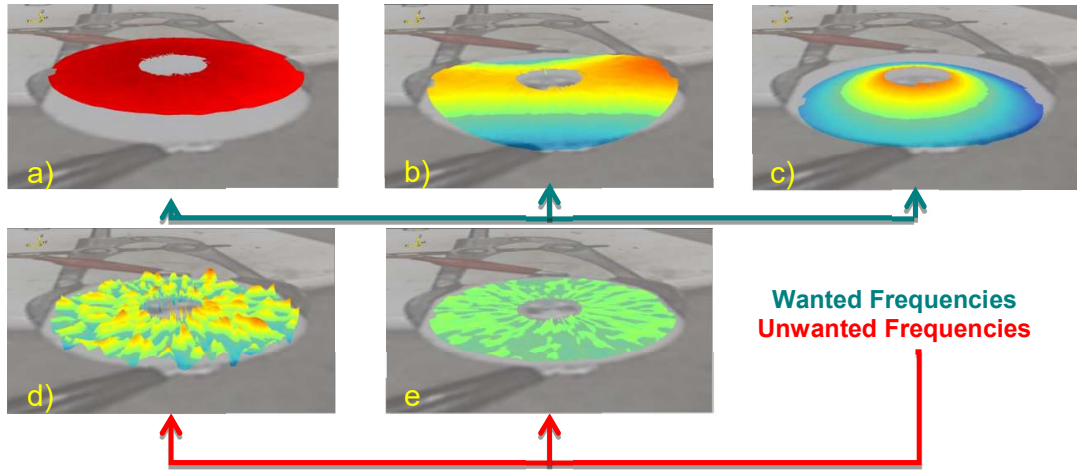 a)
b)
c)
d)
e
Wanted Frequencies
Unwanted Frequencies